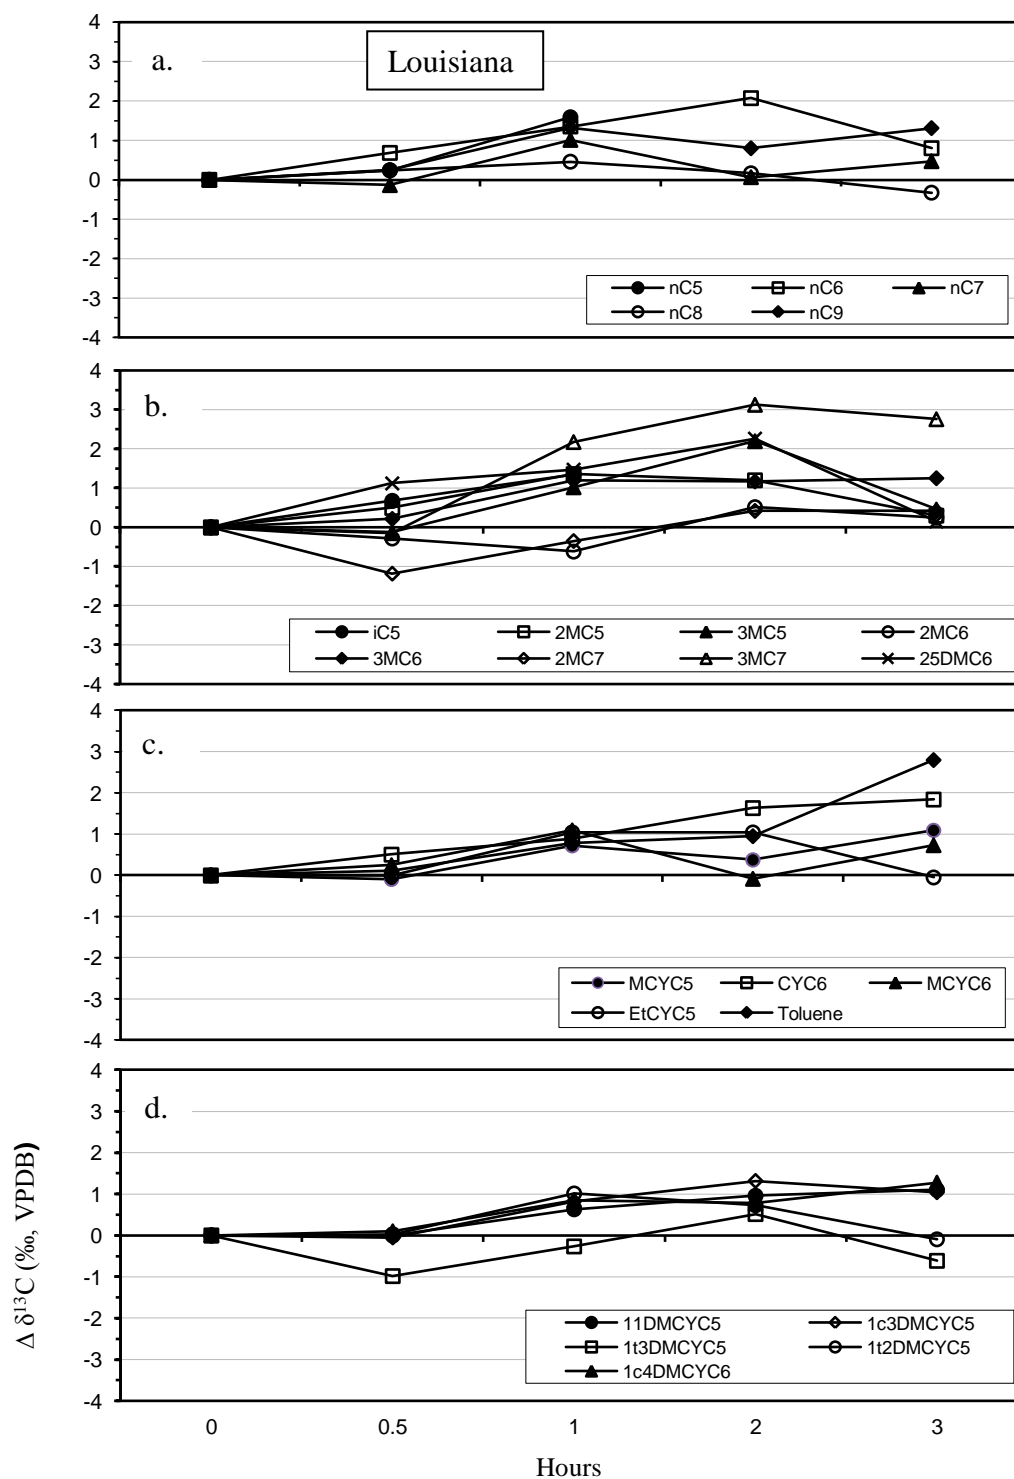 4
3
2
1
0
-1
-2
-3
-4
a.
Louisiana
nC5 nC6 nC7
nC8 nC9
4
3
2
1
0
-1
-2
-3
-4
b.
iC5 2MC5 3MC5 2MC6
3MC6 2MC7 3MC7 25DMC6
4
3
2
1
0
-1
-2
-3
-4
c.
MCYC5 CYC6 MCYC6
EtCYC5 Toluene
4
3
2
1
0
-1
-2
-3
-4
d.
11DMCYC5 1c3DMCYC5
1t3DMCYC5 1t2DMCYC5
1c4DMCYC6
0 0.5 1 2 3
Hours
Δ δ¹³C (‰, VPDB)